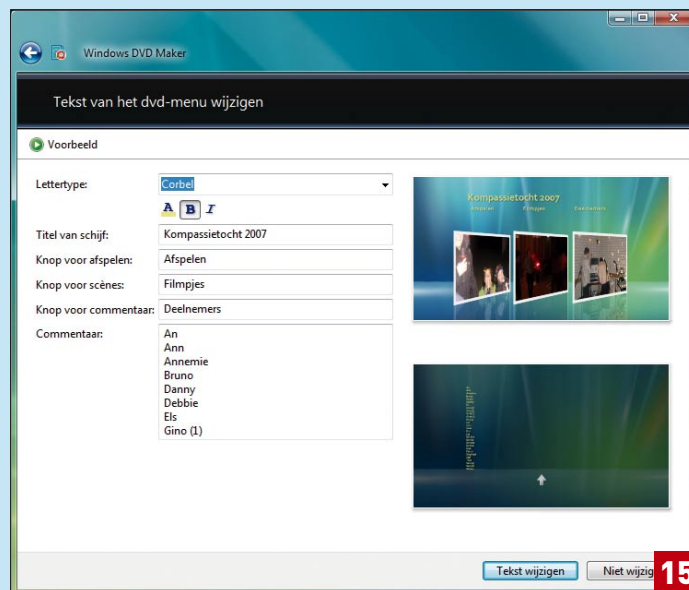 Windows DVD Maker
Tekst van het dvd-menu wijzigen
Voorbeeld
Lettertype: Corbel
A B I
Titel van schijf: Kompassietocht 2007
Knop voor afspelen: Afspelen
Knop voor scènes: Filmpjes
Knop voor commentaar: Deelnemers
Commentaar: An
Ann
Annemie
Bruno
Danny
Debbie
Els
Gino (1)
Kompassietocht 2007
Afspelen Filmpjes Deelnemers
Tekst wijzigen Niet wijzig
15